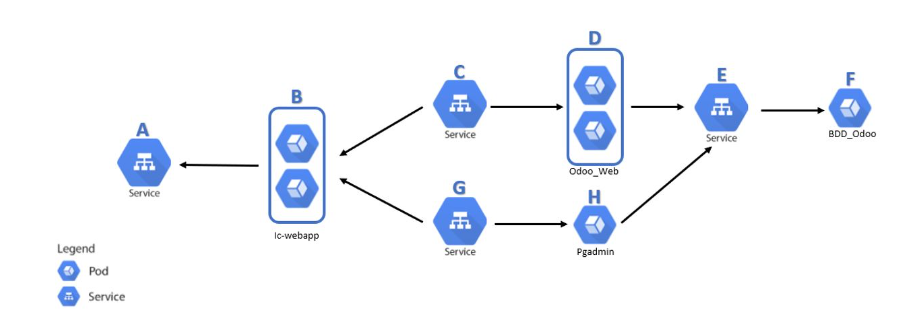 D
C
E
F
B
Service
BDD_Odoo
A
Service
Odoo_Web
Service
G
H
Ic-webapp
Service
Pgadmin
Legend
Pod
Service